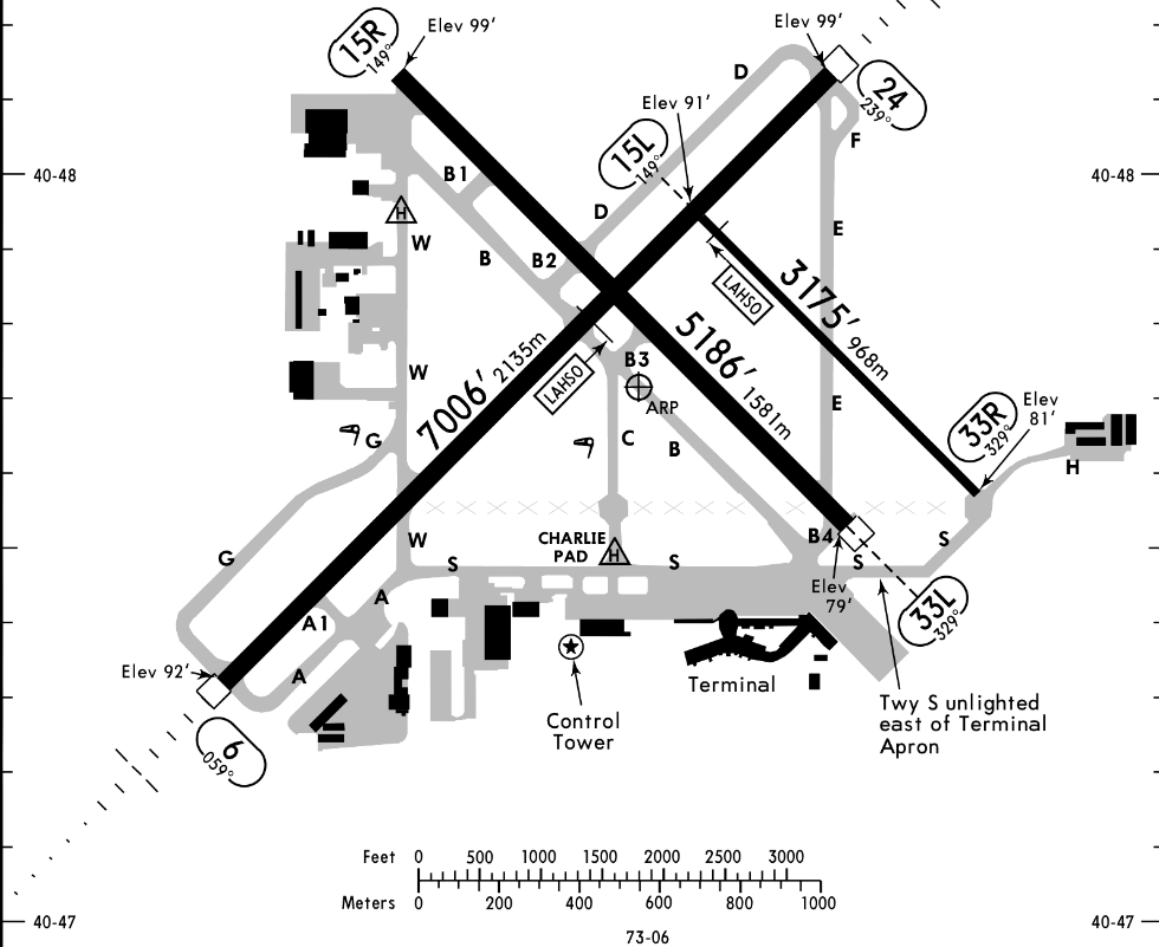 15R
149°
Elev 99′
Elev 99′
24
239°
D
Elev 91′
15L
149°
F
40-48
40-48
B1
H
W
D
E
B
B2
LAHSO
3175′ 968m
5186′ 1581m
7006′ 2135m
LAHSO
B3
ARP
W
E
Elev
81′
33R
329°
G
C
B
H
G
W
CHARLIE
PAD
H
B4
S
S
S
S
Elev
79′
33L
329°
A
A1
A
Elev 92′
6
059°
Terminal
Control
Tower
Twy S unlighted
east of Terminal
Apron
Feet 0 500 1000 1500 2000 2500 3000
Meters 0 200 400 600 800 1000
40-47
40-47
73-06